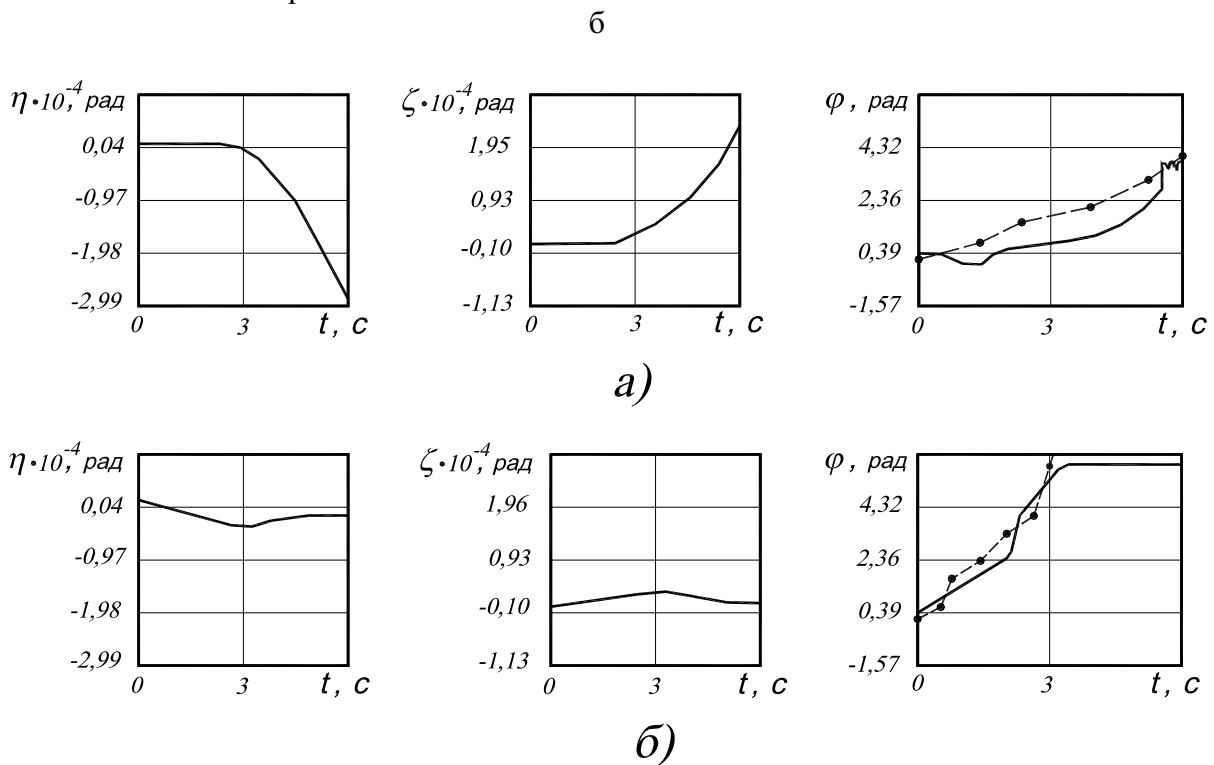 б
η·10⁻⁴, рад
0,04
-0,97
-1,98
-2,99
0
3
t, с
ζ·10⁻⁴, рад
1,95
0,93
-0,10
-1,13
0
3
t, с
φ, рад
4,32
2,36
0,39
-1,57
0
3
t, с
а)
η·10⁻⁴, рад
0,04
-0,97
-1,98
-2,99
0
3
t, с
ζ·10⁻⁴, рад
1,96
0,93
-0,10
-1,13
0
3
t, с
φ, рад
4,32
2,36
0,39
-1,57
0
3
t, с
б)